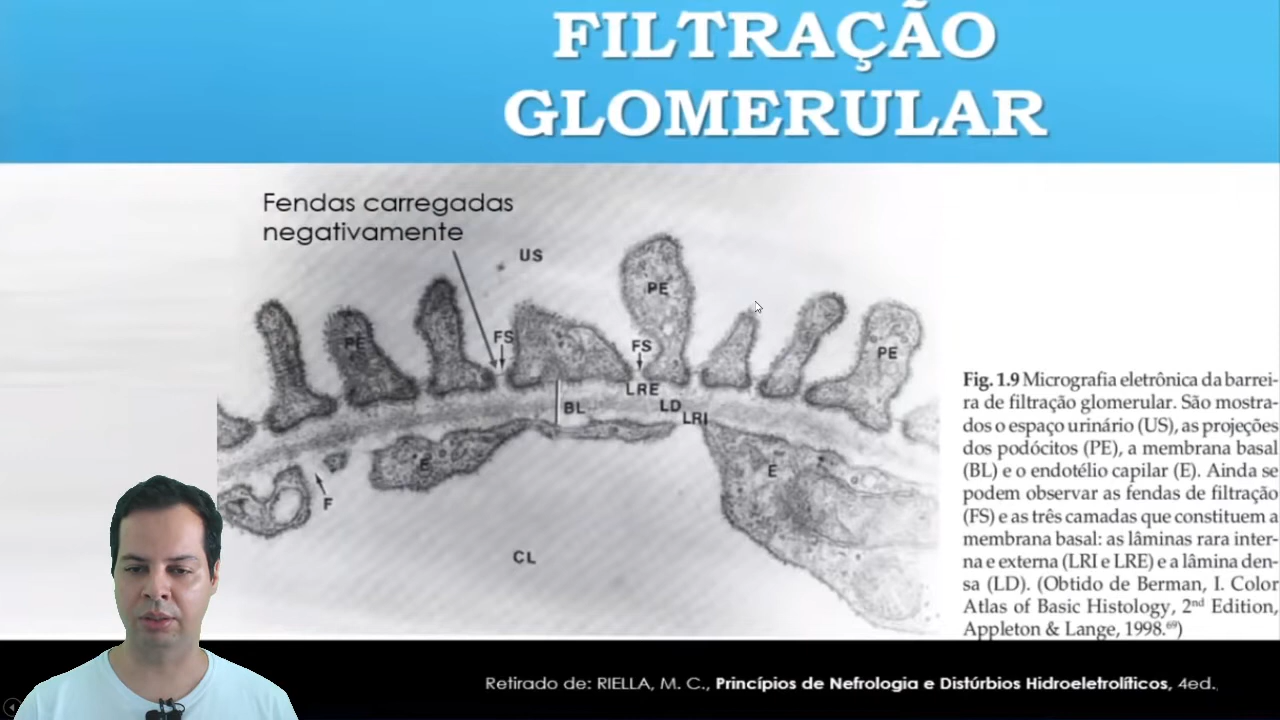 FILTRAÇÃO
GLOMERULAR
Fendas carregadas
negativamente
US
PE
PE
FS
FS
PE
LRE
BL
LD
LRI
E
E
F
CL
Fig. 1.9 Micrografia eletrônica da barrei-
ra de filtração glomerular. São mostra-
dos o espaço urinário (US), as projeções
dos podócitos (PE), a membrana basal
(BL) e o endotélio capilar (E). Ainda se
podem observar as fendas de filtração
(FS) e as três camadas que constituem a
membrana basal: as lâminas rara inter-
na e externa (LRI e LRE) e a lâmina den-
sa (LD). (Obtido de Berman, I. Color
Atlas of Basic Histology, 2nd Edition,
Appleton & Lange, 1998.69)
Retirado de: RIELLA, M. C., Princípios de Nefrologia e Distúrbios Hidroeletrolíticos, 4ed.,